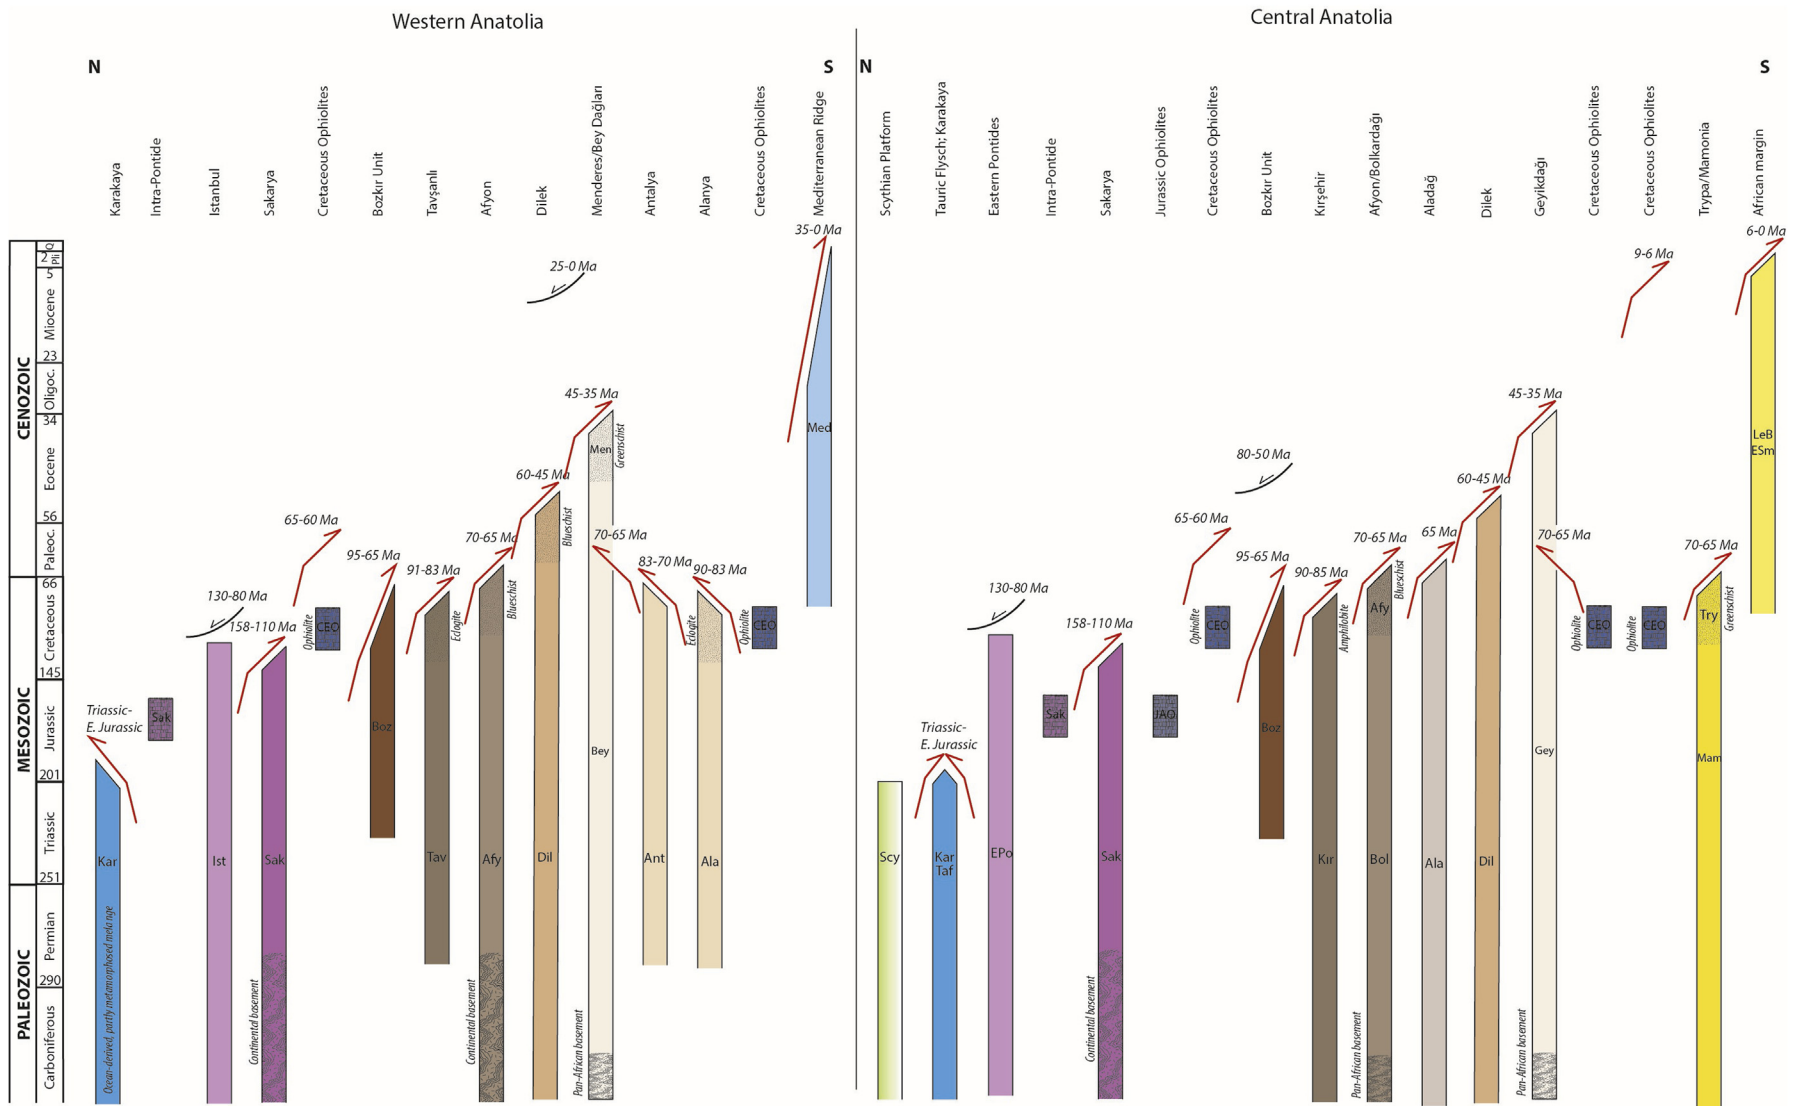 Western Anatolia
Central Anatolia
N
S
N
S
Karakaya
Intra-Pontide
Istanbul
Sakarya
Cretaceous Ophiolites
Bozkır Unit
Tavşanlı
Afyon
Dilek
Menderes/Bey Dağları
Antalya
Alanya
Cretaceous Ophiolites
Mediterranean Ridge
Scythian Platform
Tauric Flysch; Karakaya
Eastern Pontides
Intra-Pontide
Sakarya
Jurassic Ophiolites
Cretaceous Ophiolites
Bozkır Unit
Kırşehir
Afyon/Bolkardağı
Aladağ
Dilek
Geyikdağı
Cretaceous Ophiolites
Cretaceous Ophiolites
Trypa/Mamonia
African margin
CENOZOIC
MESOZOIC
PALEOZOIC
Q
2
Pli
5
Miocene
23
Oligoc.
34
Eocene
56
Paleoc.
66
Cretaceous
145
Jurassic
201
Triassic
251
Permian
290
Carboniferous
Triassic-
E. Jurassic
Kar
Ocean-derived, partly metamorphosed melange
Sak
130-80 Ma
Ist
158-110 Ma
Sak
Continental basement
65-60 Ma
Ophiolite
CEO
95-65 Ma
Boz
91-83 Ma
Eclogite
Tav
70-65 Ma
Blueschist
Afy
Continental basement
60-45 Ma
Blueschist
Dil
25-0 Ma
45-35 Ma
Men
Greenschist
70-65 Ma
Bey
Pan-African basement
83-70 Ma
Ant
Eclogite
90-83 Ma
Ala
Ophiolite
CEO
35-0 Ma
Med
Scy
Triassic-
E. Jurassic
Kar
Taf
130-80 Ma
EPo
Sak
158-110 Ma
Sak
Continental basement
JAO
65-60 Ma
Ophiolite
CEO
80-50 Ma
95-65 Ma
Boz
90-85 Ma
Amphibolite
Kır
70-65 Ma
Blueschist
Afy
Bol
Pan-African basement
65 Ma
Ala
60-45 Ma
Dil
45-35 Ma
70-65 Ma
Gey
Pan-African basement
Ophiolite
CEO
9-6 Ma
Ophiolite
CEO
70-65 Ma
Try
Greenschist
Mam
6-0 Ma
LeB
ESm